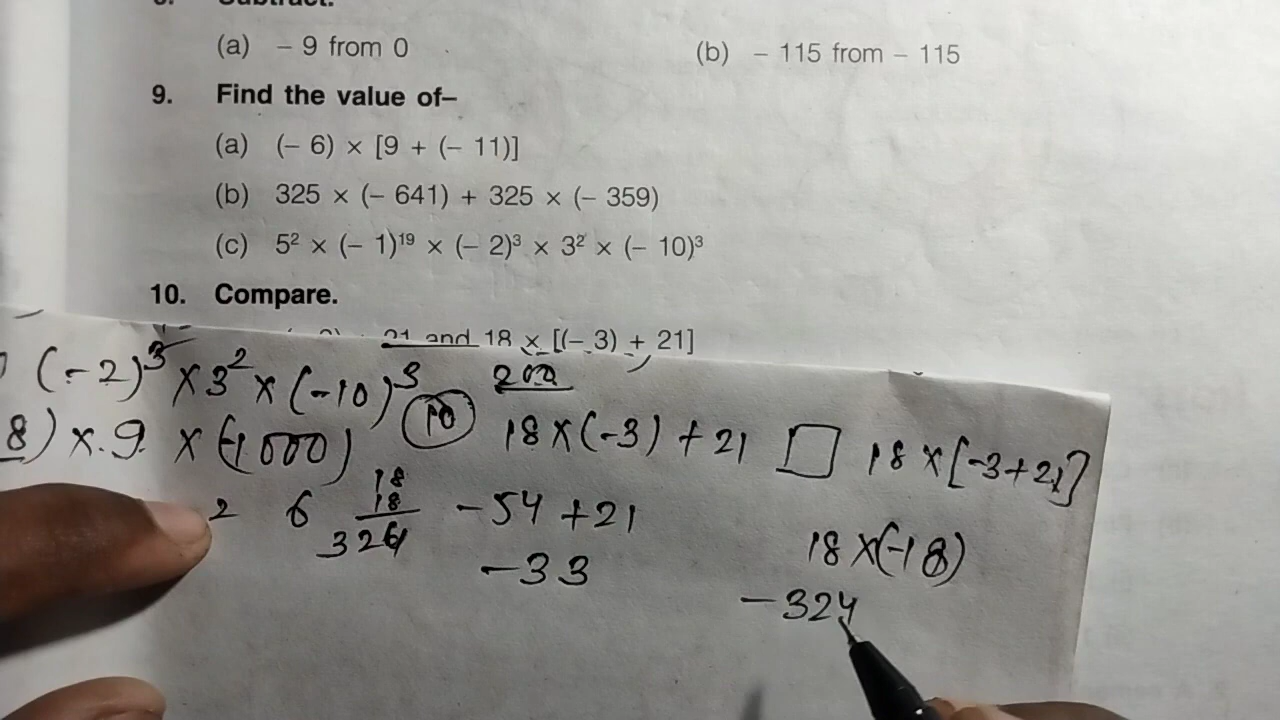 Subtract.
(a) – 9 from 0 (b) – 115 from – 115
9. Find the value of–
(a) (– 6) × [9 + (– 11)]
(b) 325 × (– 641) + 325 × (– 359)
(c) 5² × (– 1)¹⁹ × (– 2)³ × 3² × (– 10)³
10. Compare.
21 and 18 × [(– 3) + 21]
(-2)³ × 3² × (-10)³
8) × 9 × (-1000)
10 18×(-3) + 21 □ 18×[-3+21]
2 6
18
18
324
-54 +21
-33
18×(-18)
-324